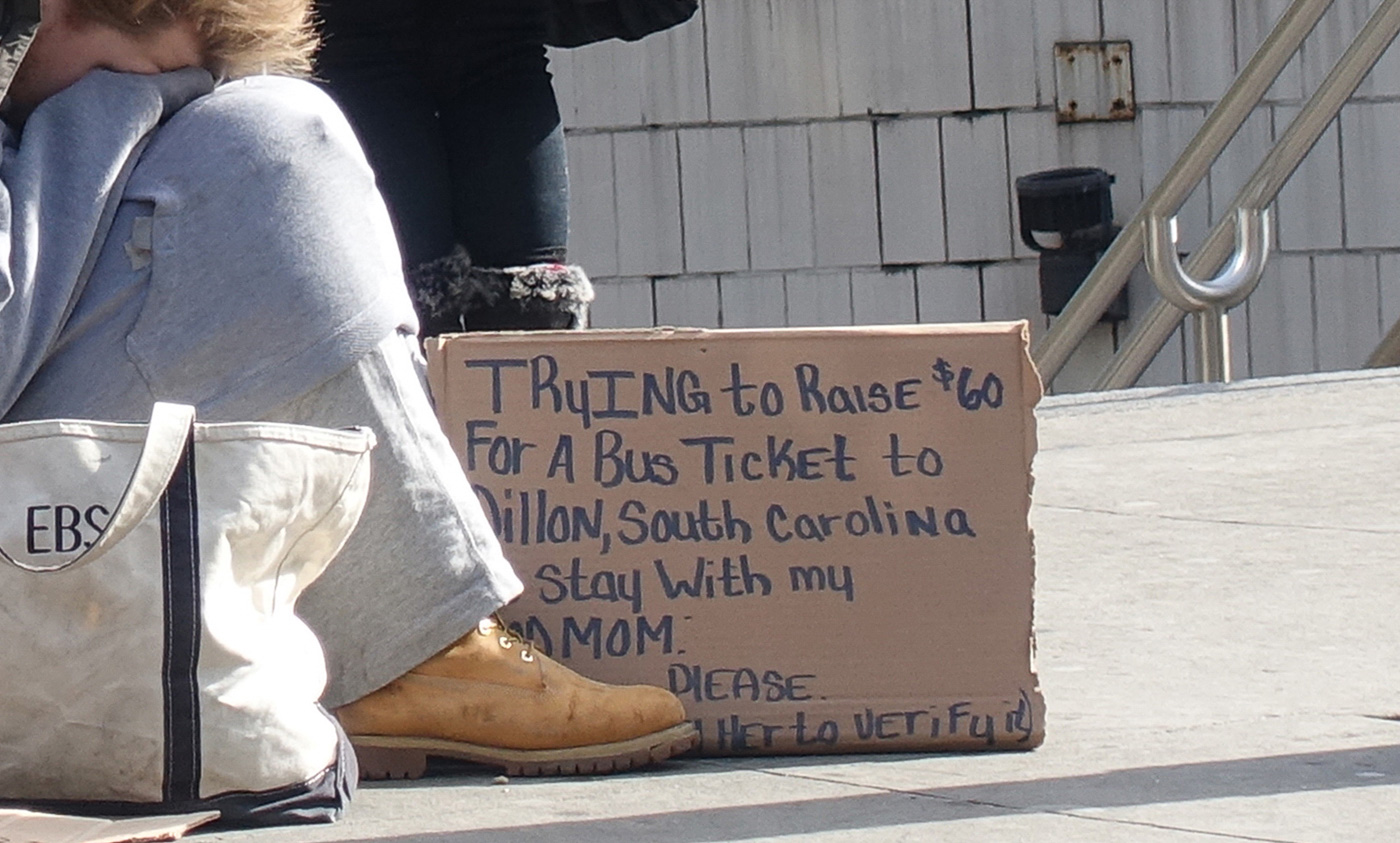 EBS
TRyING to RaISE $60
For A Bus TickEt to
Dillon, South CaroliNa
Stay With my
MOM.
PlEASE.
HEr to VEriFy it)